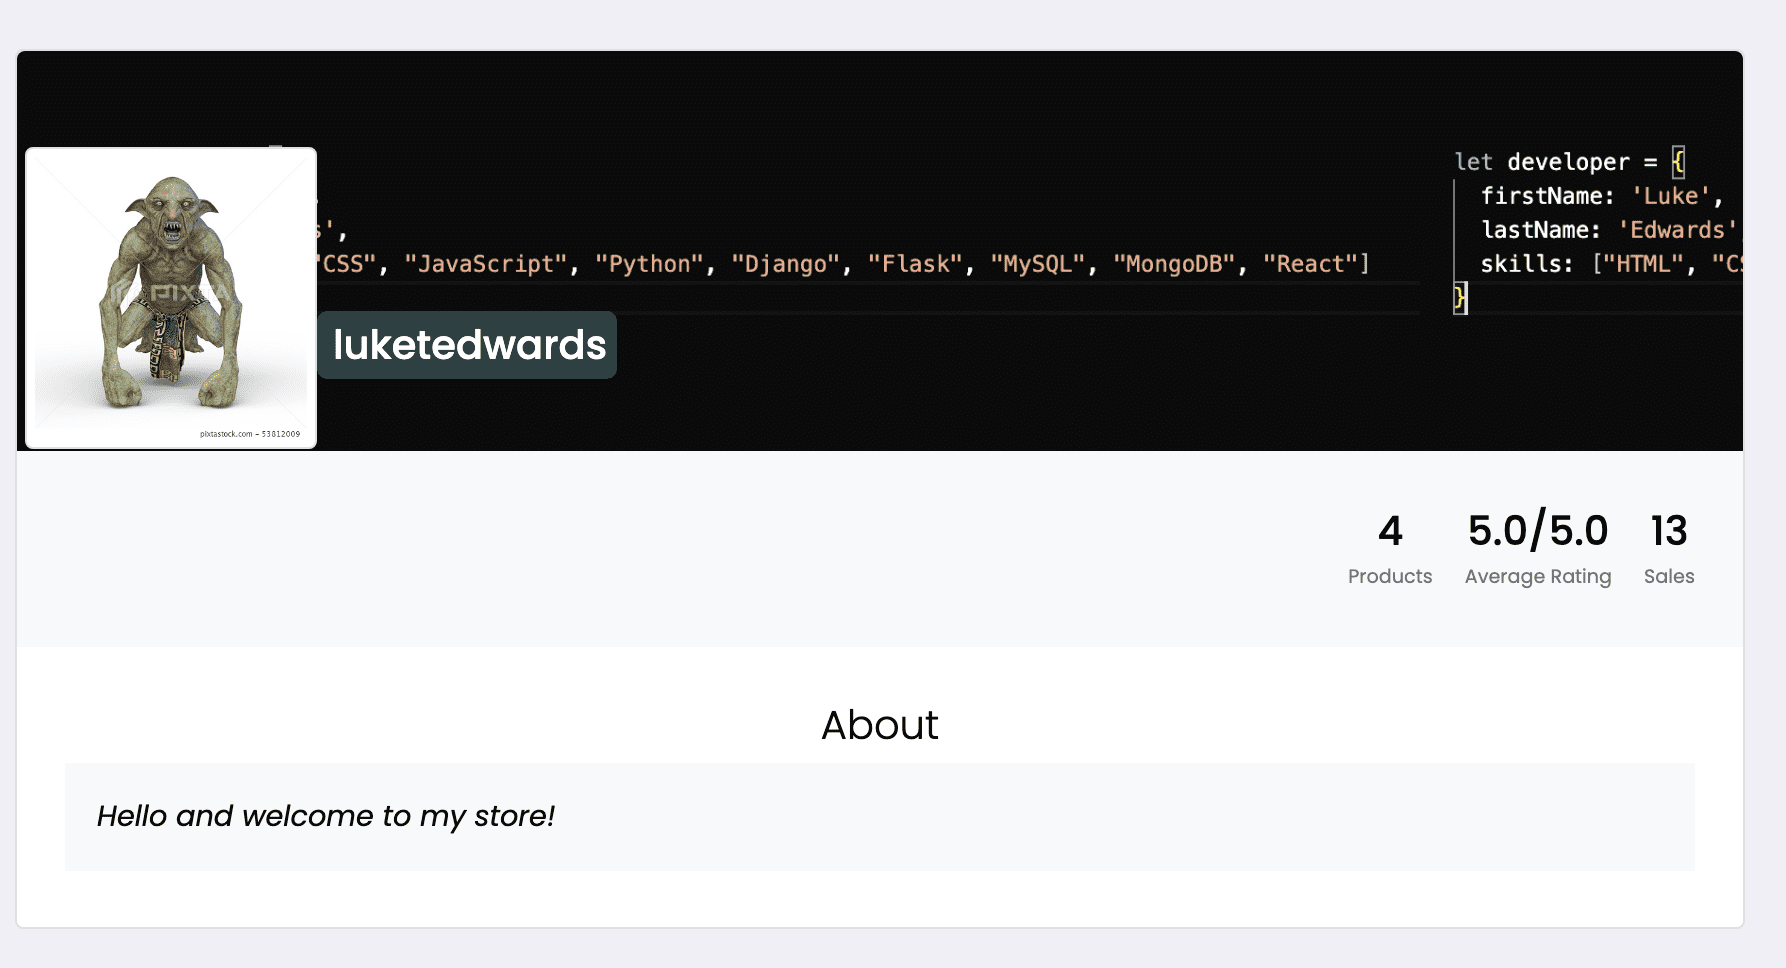 let developer = {
firstName: 'Luke',
s', lastName: 'Edwards'
"CSS", "JavaScript", "Python", "Django", "Flask", "MySQL", "MongoDB", "React"] skills: ["HTML", "CS
}
PIXTA
luketedwards
pixtastock.com - 53812009
4 5.0/5.0 13
Products Average Rating Sales
About
Hello and welcome to my store!